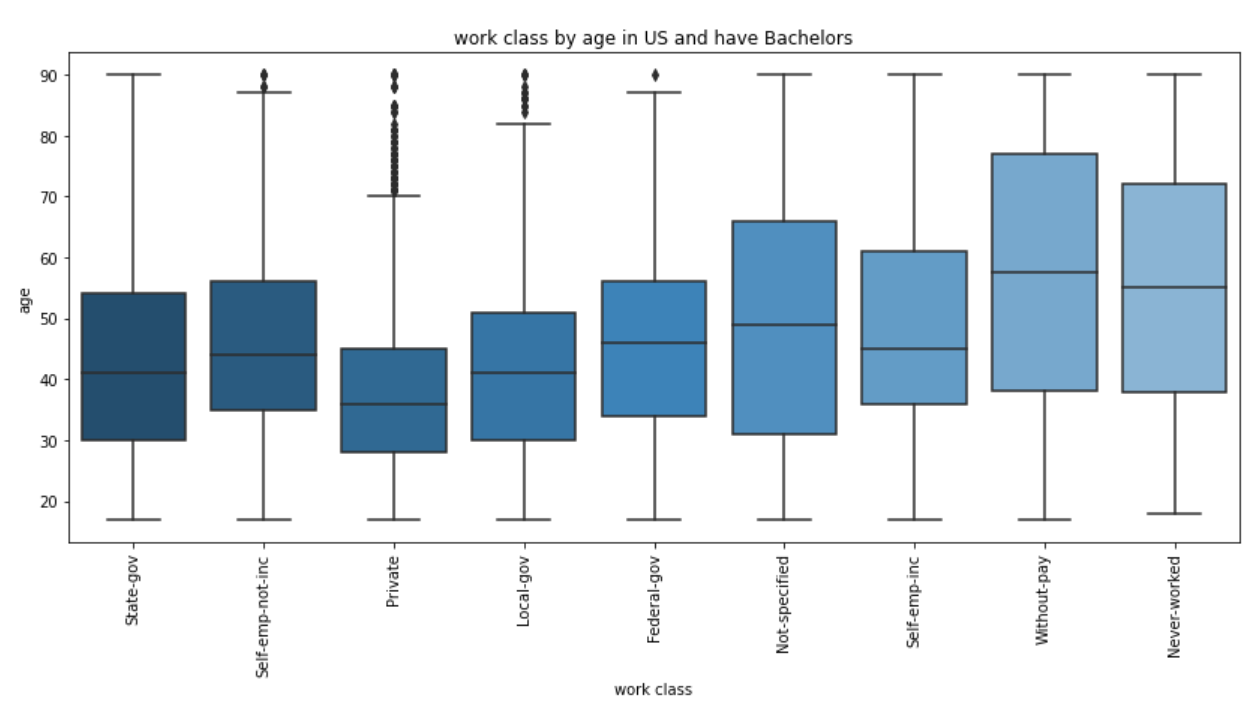 work class by age in US and have Bachelors
age
90
80
70
60
50
40
30
20
State-gov
Self-emp-not-inc
Private
Local-gov
Federal-gov
Not-specified
Self-emp-inc
Without-pay
Never-worked
work class